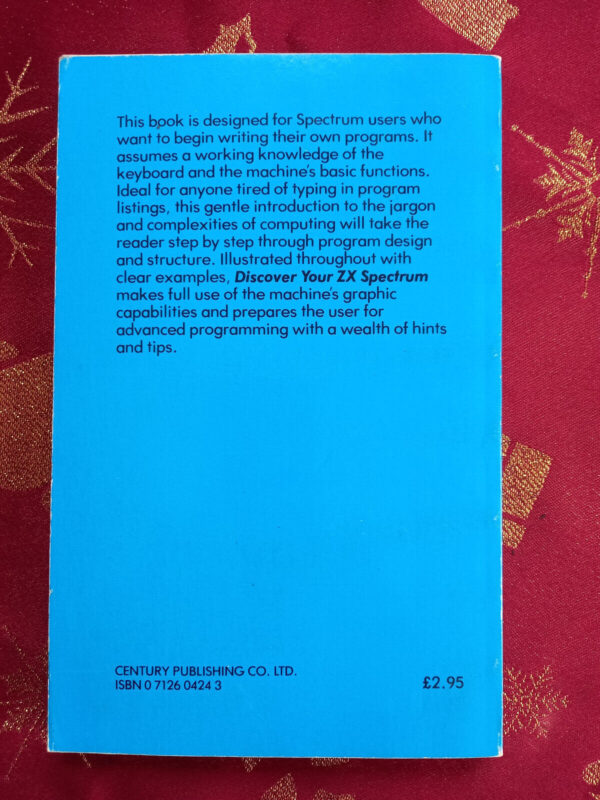 This book is designed for Spectrum users who
want to begin writing their own programs. It
assumes a working knowledge of the
keyboard and the machine's basic functions.
Ideal for anyone tired of typing in program
listings, this gentle introduction to the jargon
and complexities of computing will take the
reader step by step through program design
and structure. Illustrated throughout with
clear examples, Discover Your ZX Spectrum
makes full use of the machine's graphic
capabilities and prepares the user for
advanced programming with a wealth of hints
and tips.
CENTURY PUBLISHING CO. LTD.
ISBN 0 7126 0424 3
£2.95